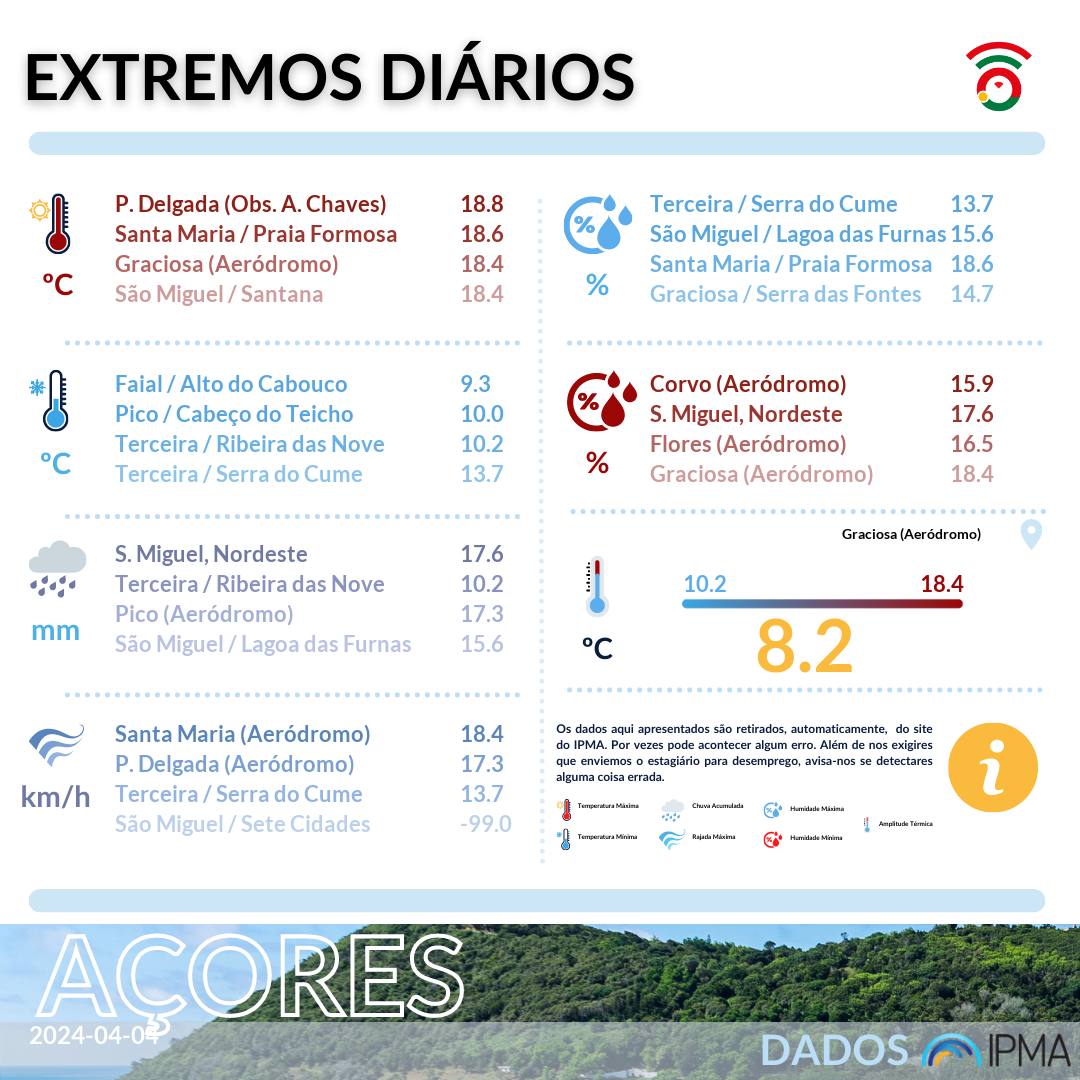 EXTREMOS DIÁRIOS
ºC
P. Delgada (Obs. A. Chaves) 18.8
Santa Maria / Praia Formosa 18.6
Graciosa (Aeródromo) 18.4
São Miguel / Santana 18.4
ºC
Faial / Alto do Cabouco 9.3
Pico / Cabeço do Teicho 10.0
Terceira / Ribeira das Nove 10.2
Terceira / Serra do Cume 13.7
mm
S. Miguel, Nordeste 17.6
Terceira / Ribeira das Nove 10.2
Pico (Aeródromo) 17.3
São Miguel / Lagoa das Furnas 15.6
km/h
Santa Maria (Aeródromo) 18.4
P. Delgada (Aeródromo) 17.3
Terceira / Serra do Cume 13.7
São Miguel / Sete Cidades -99.0
%
%
Terceira / Serra do Cume 13.7
São Miguel / Lagoa das Furnas 15.6
Santa Maria / Praia Formosa 18.6
Graciosa / Serra das Fontes 14.7
%
%
Corvo (Aeródromo) 15.9
S. Miguel, Nordeste 17.6
Flores (Aeródromo) 16.5
Graciosa (Aeródromo) 18.4
Graciosa (Aeródromo)
10.2 18.4
ºC
8.2
Os dados aqui apresentados são retirados, automaticamente, do site
do IPMA. Por vezes pode acontecer algum erro. Além de nos exigires
que enviemos o estagiário para desemprego, avisa-nos se detectares
alguma coisa errada.
i
Temperatura Máxima
Chuva Acumulada
Humidade Máxima
Amplitude Térmica
Temperatura Mínima
Rajada Máxima
Humidade Mínima
AÇORES
2024-04-04
DADOS IPMA